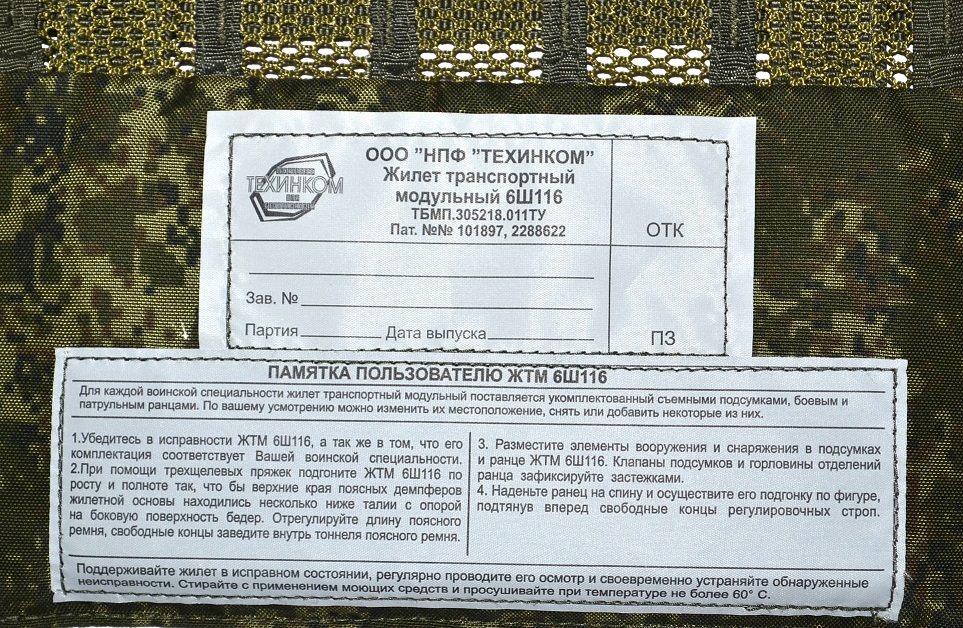 ТЕХИНКОМ
ООО "НПФ "ТЕХИНКОМ"
Жилет транспортный
модульный 6Ш116
ТБМП.305218.011ТУ
Пат. №№ 101897, 2288622
ОТК
Зав. №
Партия Дата выпуска
ПЗ
ПАМЯТКА ПОЛЬЗОВАТЕЛЮ ЖТМ 6Ш116
Для каждой воинской специальности жилет транспортный модульный поставляется укомплектованный съемными подсумками, боевым и
патрульным ранцами. По вашему усмотрению можно изменить их местоположение, снять или добавить некоторые из них.
1.Убедитесь в исправности ЖТМ 6Ш116, а так же в том, что его
комплектация соответствует Вашей воинской специальности.
2.При помощи трехщелевых пряжек подгоните ЖТМ 6Ш116 по
росту и полноте так, что бы верхние края поясных демпферов
жилетной основы находились несколько ниже талии с опорой
на боковую поверхность бедер. Отрегулируйте длину поясного
ремня, свободные концы заведите внутрь тоннеля поясного ремня.
3. Разместите элементы вооружения и снаряжения в подсумках
и ранце ЖТМ 6Ш116. Клапаны подсумков и горловины отделений
ранца зафиксируйте застежками.
4. Наденьте ранец на спину и осуществите его подгонку по фигуре,
подтянув вперед свободные концы регулировочных строп.
Поддерживайте жилет в исправном состоянии, регулярно проводите его осмотр и своевременно устраняйте обнаруженные
неисправности. Стирайте с применением моющих средств и просушивайте при температуре не более 60° С.